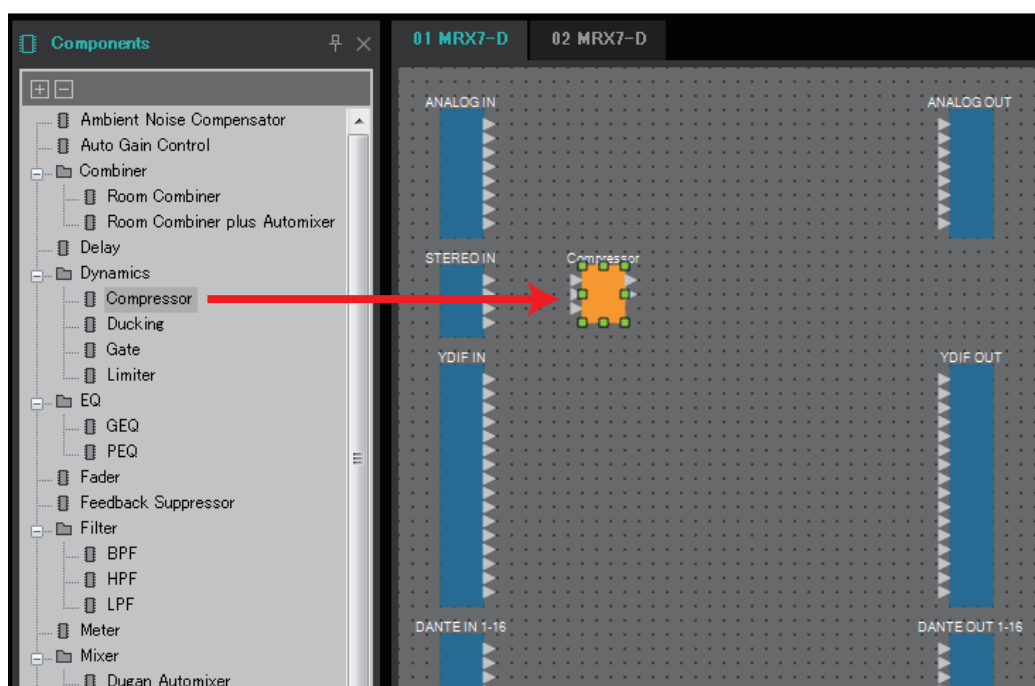 Components
Ambient Noise Compensator
Auto Gain Control
Combiner
Room Combiner
Room Combiner plus Automixer
Delay
Dynamics
Compressor
Ducking
Gate
Limiter
EQ
GEQ
PEQ
Fader
Feedback Suppressor
Filter
BPF
HPF
LPF
Meter
Mixer
Dugan Automixer
01 MRX7-D 02 MRX7-D
ANALOG IN ANALOG OUT
STEREO IN Compressor
YDIF IN YDIF OUT
DANTE IN 1-16 DANTE OUT 1-16